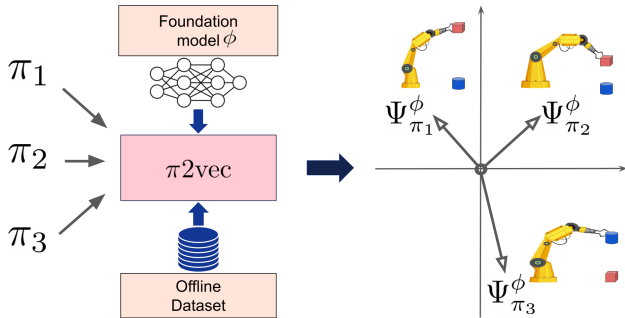 Foundation
model ϕ
π₁
π₂
π₃
π2vec
Offline
Dataset
Ψ^ϕ_π₁
Ψ^ϕ_π₂
Ψ^ϕ_π₃